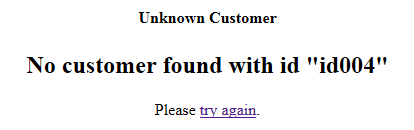 Unknown Customer
No customer found with id "id004"
Please try again.